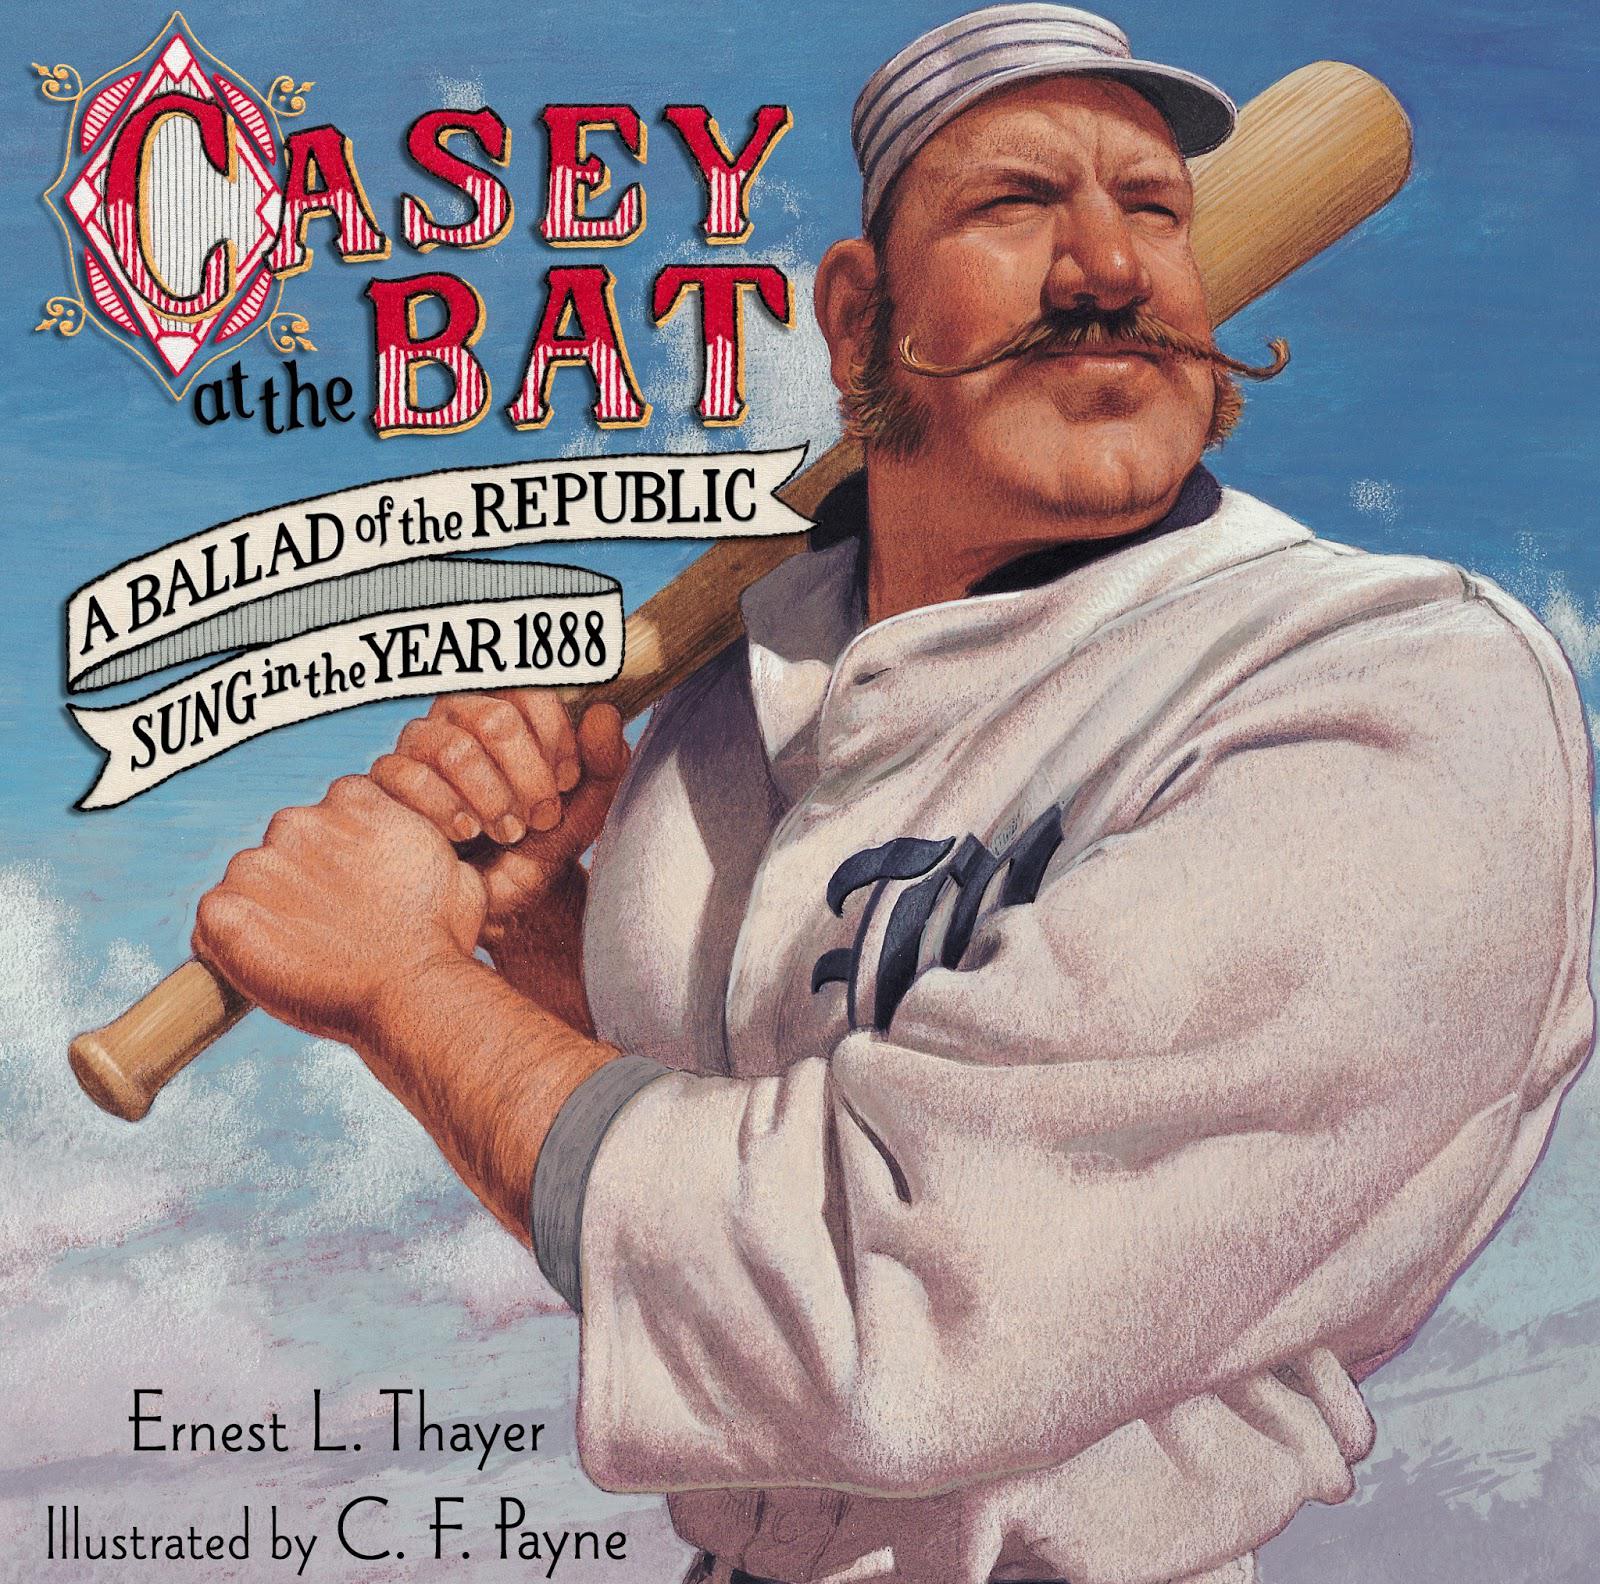 CASEY
at the BAT
A BALLAD of the REPUBLIC
SUNG in the YEAR 1888
M
Ernest L. Thayer
Illustrated by C. F. Payne